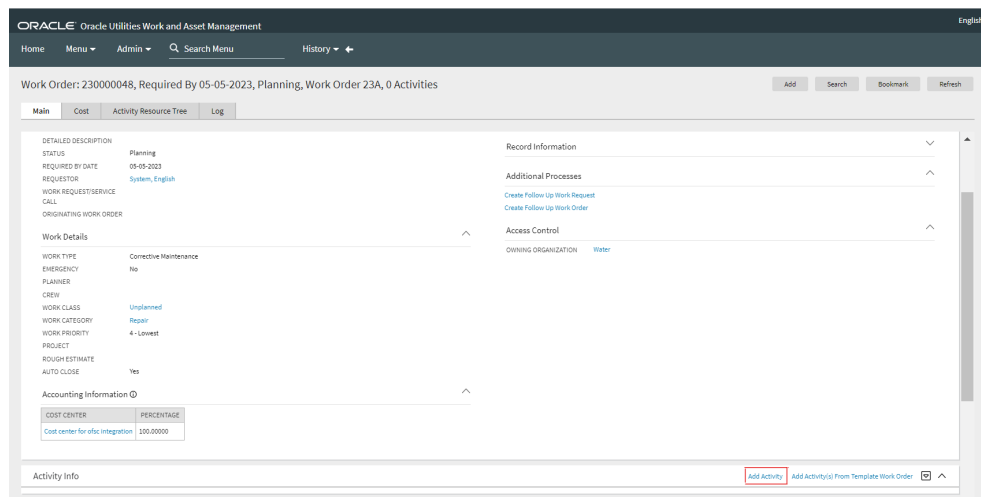 ORACLE Oracle Utilities Work and Asset Management
English
Home Menu Admin Search Menu History
Work Order: 230000048, Required By 05-05-2023, Planning, Work Order 23A, 0 Activities
Add Search Bookmark Refresh
Main Cost Activity Resource Tree Log
DETAILED DESCRIPTION
STATUS Planning
REQUIRED BY DATE 05-05-2023
REQUESTOR System, English
WORK REQUEST/SERVICE
CALL
ORIGINATING WORK ORDER
Work Details
WORK TYPE Corrective Maintenance
EMERGENCY No
PLANNER
CREW
WORK CLASS Unplanned
WORK CATEGORY Repair
WORK PRIORITY 4 - Lowest
PROJECT
ROUGH ESTIMATE
AUTO CLOSE Yes
Accounting Information
COST CENTER PERCENTAGE
Cost center for ofsc integration 100.00000
Record Information
Additional Processes
Create Follow Up Work Request
Create Follow Up Work Order
Access Control
OWNING ORGANIZATION Water
Activity Info
Add Activity Add Activity(s) From Template Work Order